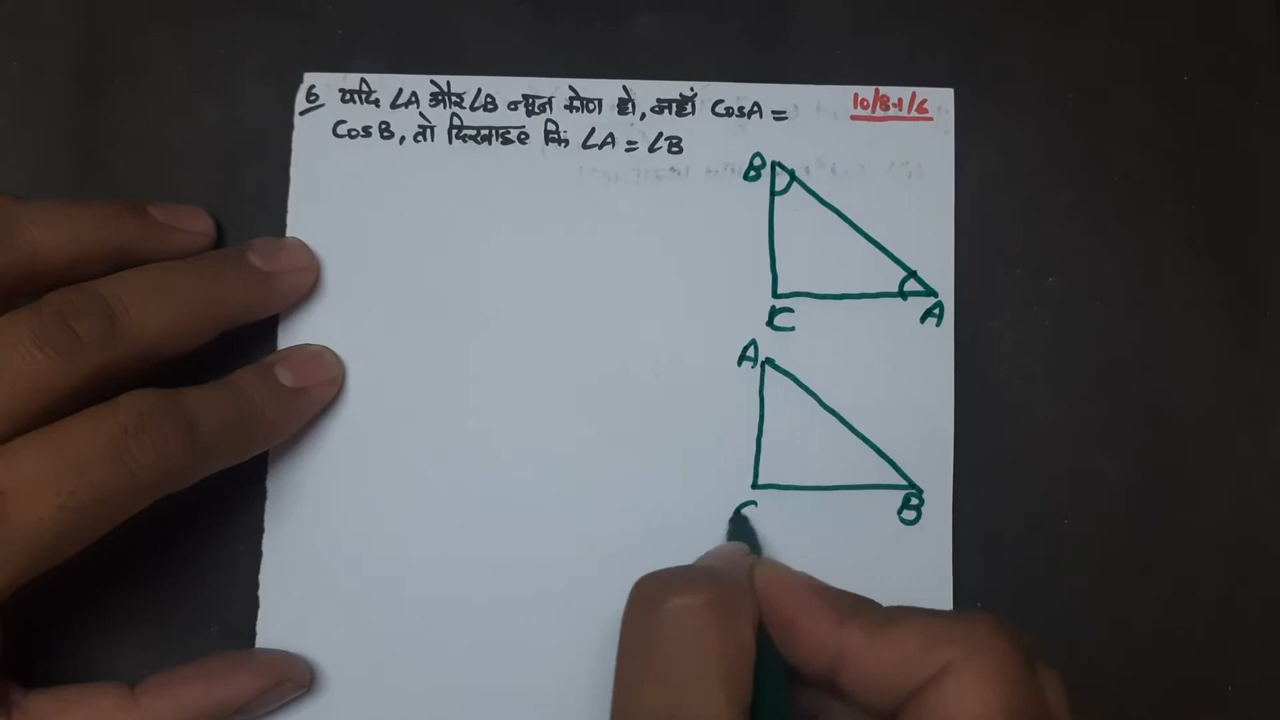 6 यदि ∠A और ∠B न्यून कोण हो, जहाँ CosA =
CosB, तो दिखाइए कि ∠A = ∠B
10/8.1/6
B
C
A
A
C
B